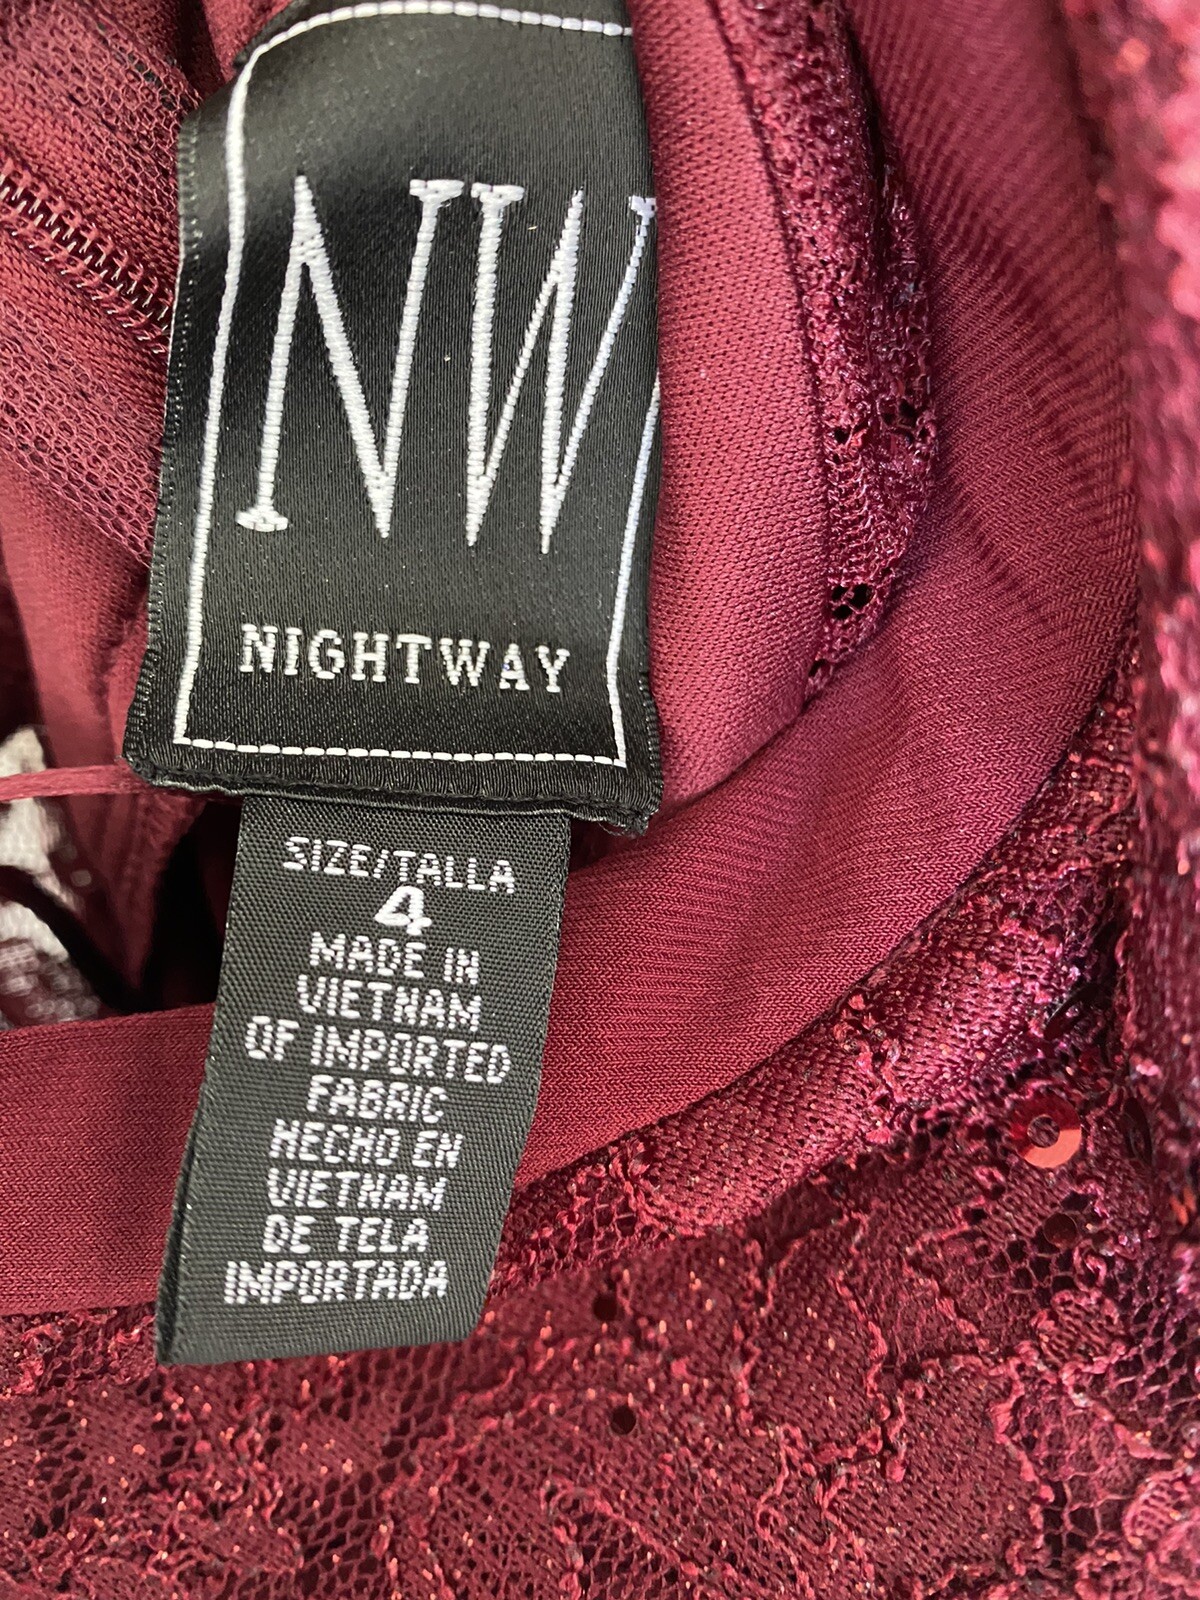 NW
NIGHTWAY
SIZE/TALLA
4
MADE IN
VIETNAM
OF IMPORTED
FABRIC
HECHO EN
VIETNAM
DE TELA
IMPORTADA